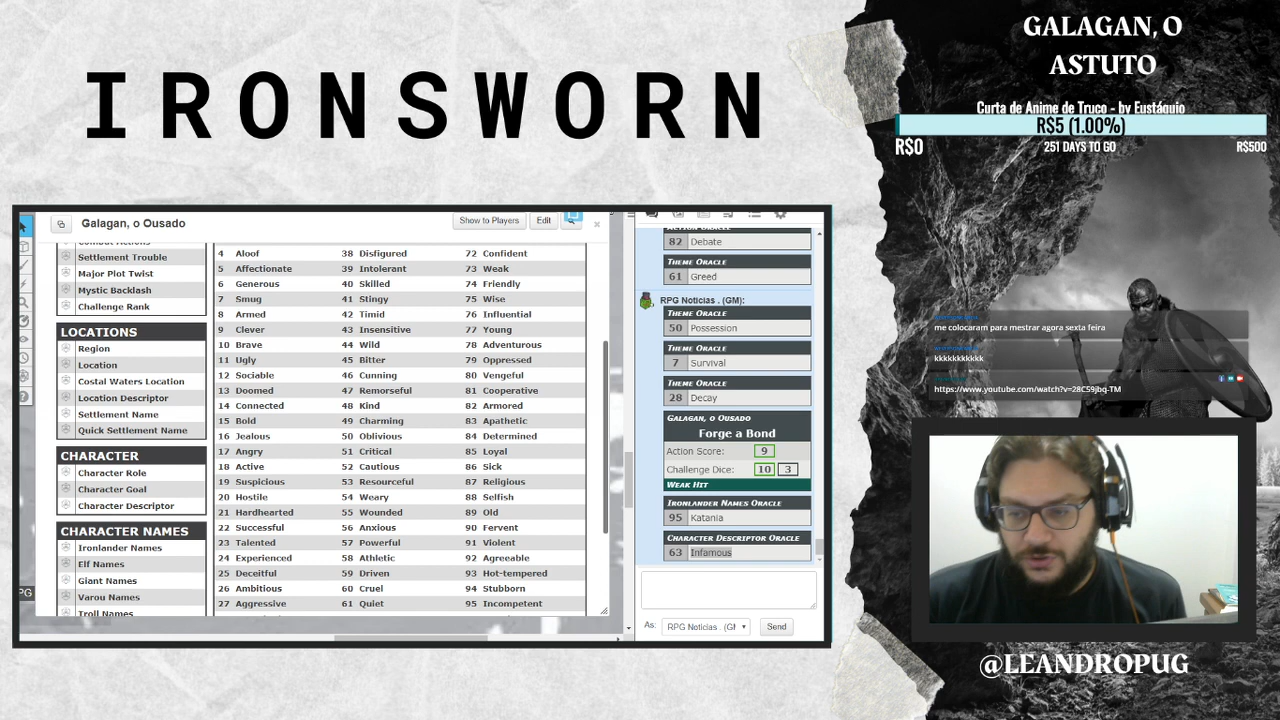 IRONSWORN
GALAGAN, O
ASTUTO
Curta de Anime de Truco - by Eustáquio
R$5 (1.00%)
R$0
251 DAYS TO GO
R$500
Galagan, o Ousado
Show to Players
Edit
Combat Actions
Settlement Trouble
Major Plot Twist
Mystic Backlash
Challenge Rank
LOCATIONS
Region
Location
Costal Waters Location
Location Descriptor
Settlement Name
Quick Settlement Name
CHARACTER
Character Role
Character Goal
Character Descriptor
CHARACTER NAMES
Ironlander Names
Elf Names
Giant Names
Varou Names
Troll Names
4 Aloof 38 Disfigured 72 Confident
5 Affectionate 39 Intolerant 73 Weak
6 Generous 40 Skilled 74 Friendly
7 Smug 41 Stingy 75 Wise
8 Armed 42 Timid 76 Influential
9 Clever 43 Insensitive 77 Young
10 Brave 44 Wild 78 Adventurous
11 Ugly 45 Bitter 79 Oppressed
12 Sociable 46 Cunning 80 Vengeful
13 Doomed 47 Remorseful 81 Cooperative
14 Connected 48 Kind 82 Armored
15 Bold 49 Charming 83 Apathetic
16 Jealous 50 Oblivious 84 Determined
17 Angry 51 Critical 85 Loyal
18 Active 52 Cautious 86 Sick
19 Suspicious 53 Resourceful 87 Religious
20 Hostile 54 Weary 88 Selfish
21 Hardhearted 55 Wounded 89 Old
22 Successful 56 Anxious 90 Fervent
23 Talented 57 Powerful 91 Violent
24 Experienced 58 Athletic 92 Agreeable
25 Deceitful 59 Driven 93 Hot-tempered
26 Ambitious 60 Cruel 94 Stubborn
27 Aggressive 61 Quiet 95 Incompetent
ACTION ORACLE
82 Debate
THEME ORACLE
61 Greed
RPG Noticias . (GM):
THEME ORACLE
50 Possession
THEME ORACLE
7 Survival
THEME ORACLE
28 Decay
GALAGAN, O OUSADO
Forge a Bond
Action Score: 9
Challenge Dice: 10 3
WEAK HIT
IRONLANDER NAMES ORACLE
95 Katania
CHARACTER DESCRIPTOR ORACLE
63 Infamous
As: RPG Noticias . (GM
Send
me colocaram para mestrar agora sexta feira
kkkkkkkkkkk
https://www.youtube.com/watch?v=28C59jbq-TM
@LEANDROPUG